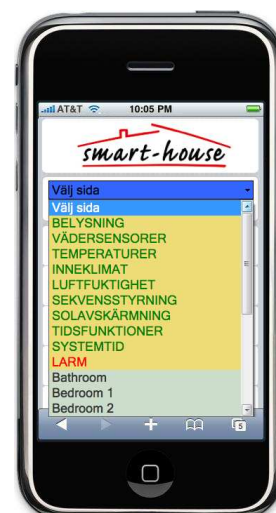 AT&T 10:05 PM
smart-house
Välj sida
Välj sida
BELYSNING
VÄDERSENSORER
TEMPERATURER
INNEKLIMAT
LUFTFUKTIGHET
SEKVENSSTYRNING
SOLAVSKÄRMNING
TIDSFUNKTIONER
SYSTEMTID
LARM
Bathroom
Bedroom 1
Bedroom 2
5